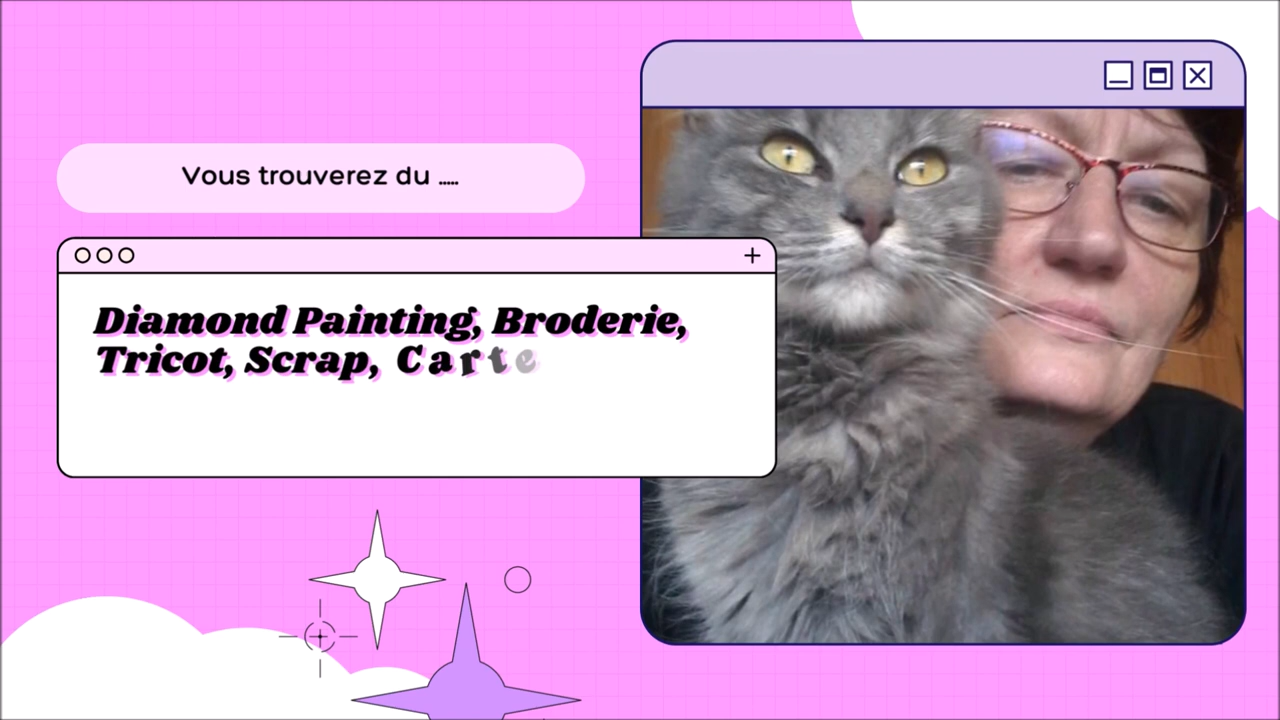 Vous trouverez du .....
Diamond Painting, Broderie,
Tricot, Scrap, Carte